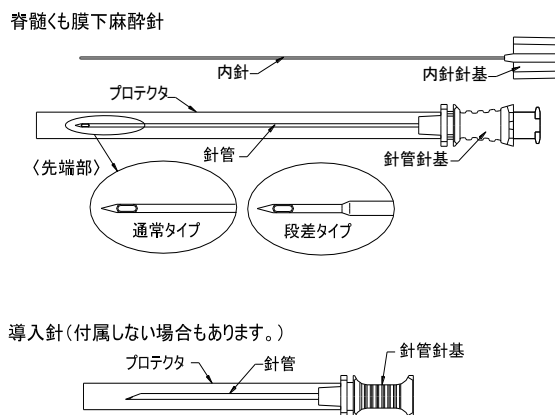 脊髄くも膜下麻酔針
内針
内針針基
プロテクタ
針管
針管針基
〈先端部〉
通常タイプ
段差タイプ
導入針(付属しない場合もあります。)
プロテクタ
針管
針管針基